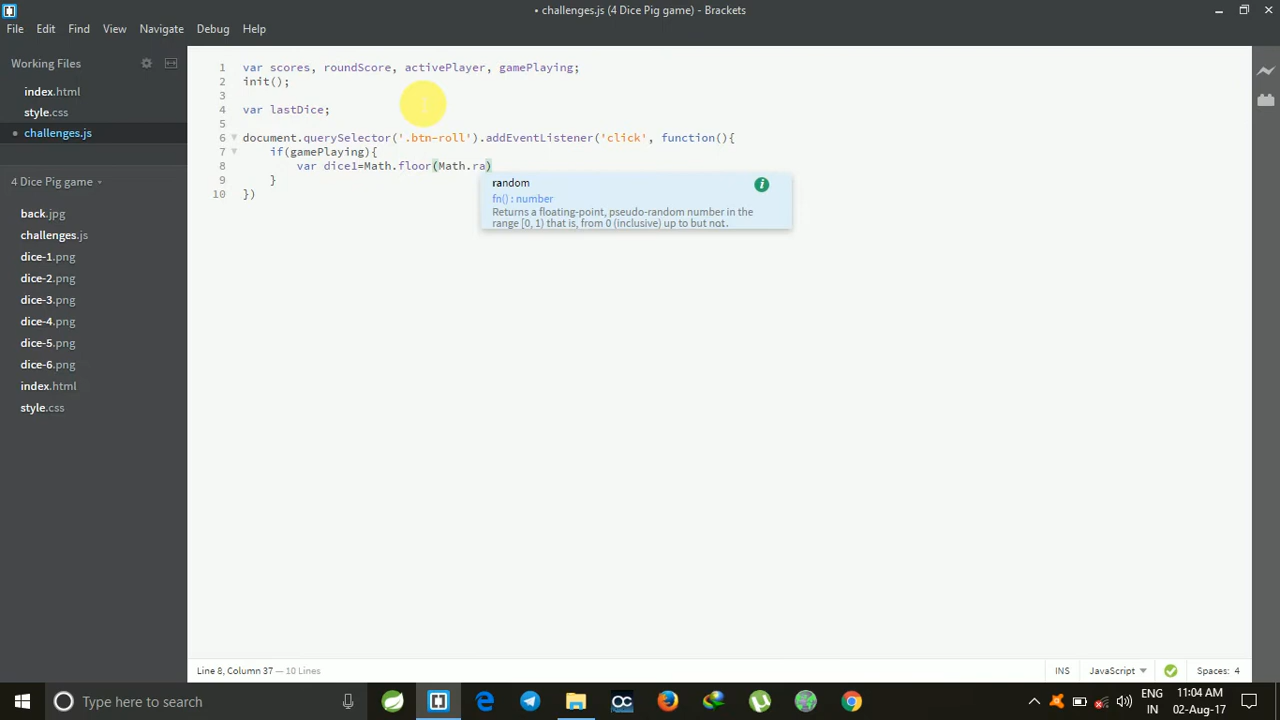 • challenges.js (4 Dice Pig game) - Brackets
File Edit Find View Navigate Debug Help
Working Files
index.html
style.css
• challenges.js
4 Dice Pig game
back.jpg
challenges.js
dice-1.png
dice-2.png
dice-3.png
dice-4.png
dice-5.png
dice-6.png
index.html
style.css
1 var scores, roundScore, activePlayer, gamePlaying;
2 init();
3
4 var lastDice;
5
6 document.querySelector('.btn-roll').addEventListener('click', function(){
7 if(gamePlaying){
8 var dice1=Math.floor(Math.ra)
9 }
10 })
random
fn() : number
Returns a floating-point, pseudo-random number in the
range [0, 1) that is, from 0 (inclusive) up to but not.
Line 8, Column 37 — 10 Lines
INS JavaScript Spaces: 4
Type here to search
ENG
IN
11:04 AM
02-Aug-17